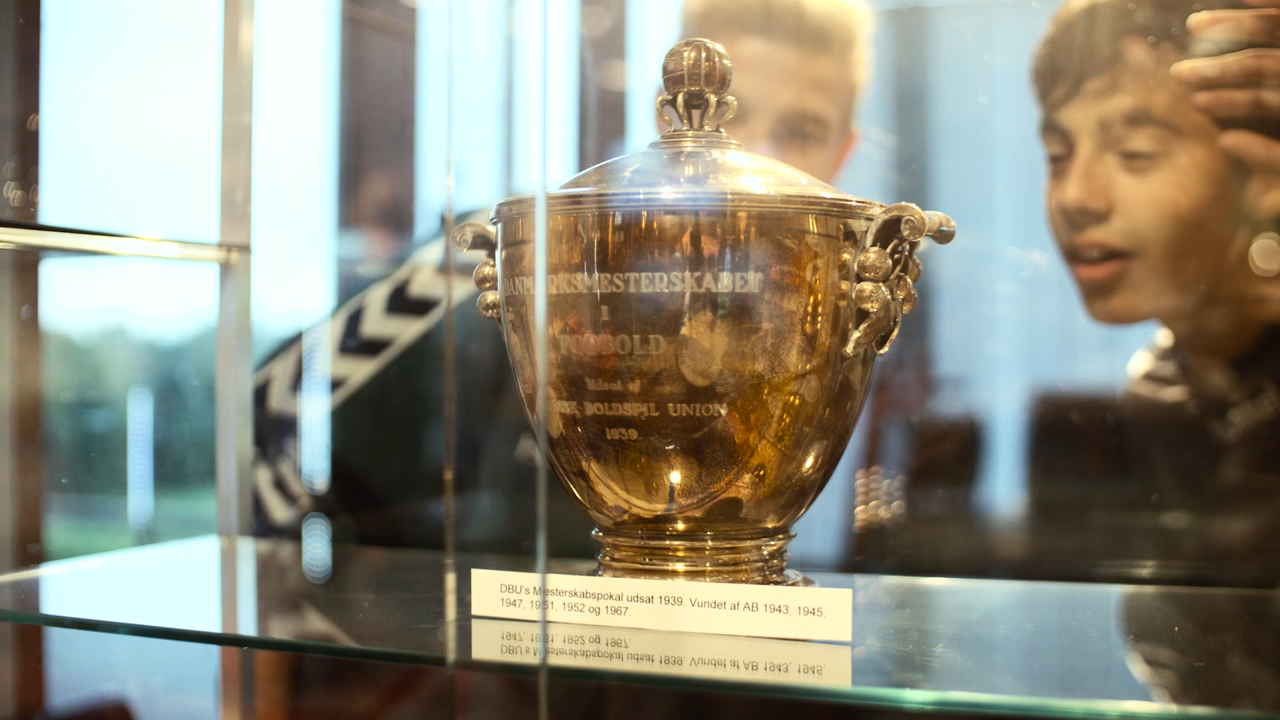 DANMARKSMESTERSKABET
I
FODBOLD
Udsat af
DANSK BOLDSPIL UNION
1939
DBU's Mesterskabspokal udsat 1939. Vundet af AB 1943, 1945,
1947, 1951, 1952 og 1967.